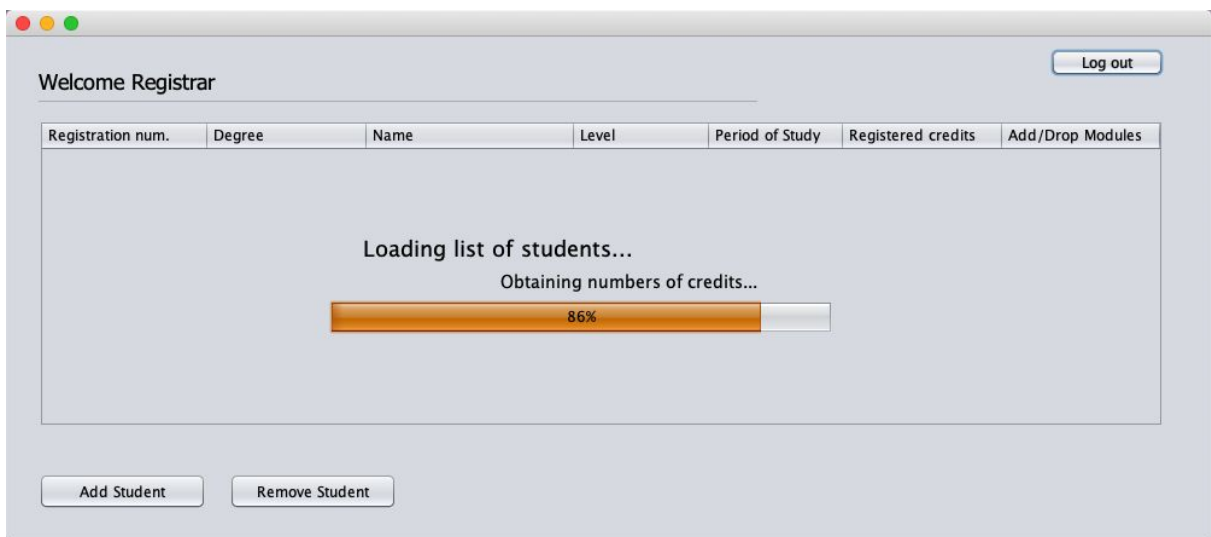 Log out
Welcome Registrar
Registration num. Degree Name Level Period of Study Registered credits Add/Drop Modules
Loading list of students...
Obtaining numbers of credits...
86%
Add Student Remove Student